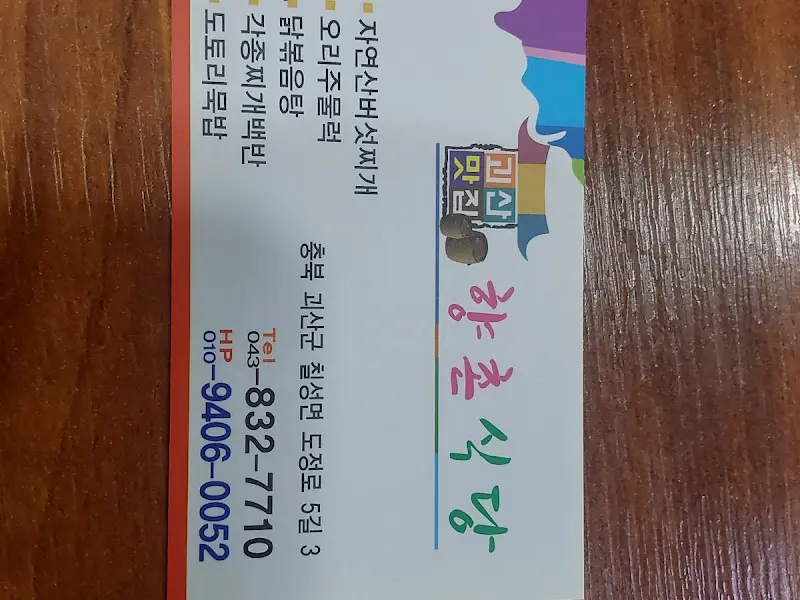 괴산
맛집
향촌식당
자연산버섯찌개
오리주물럭
닭볶음탕
각종찌개백반
도토리묵밥
충북 괴산군 칠성면 도정로 5길 3
Tel 043-832-7710
HP 010-9406-0052